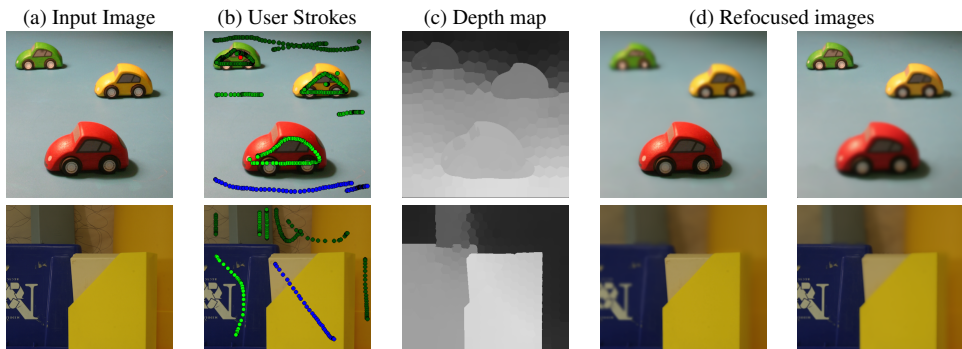 (a) Input Image
(b) User Strokes
(c) Depth map
(d) Refocused images
N